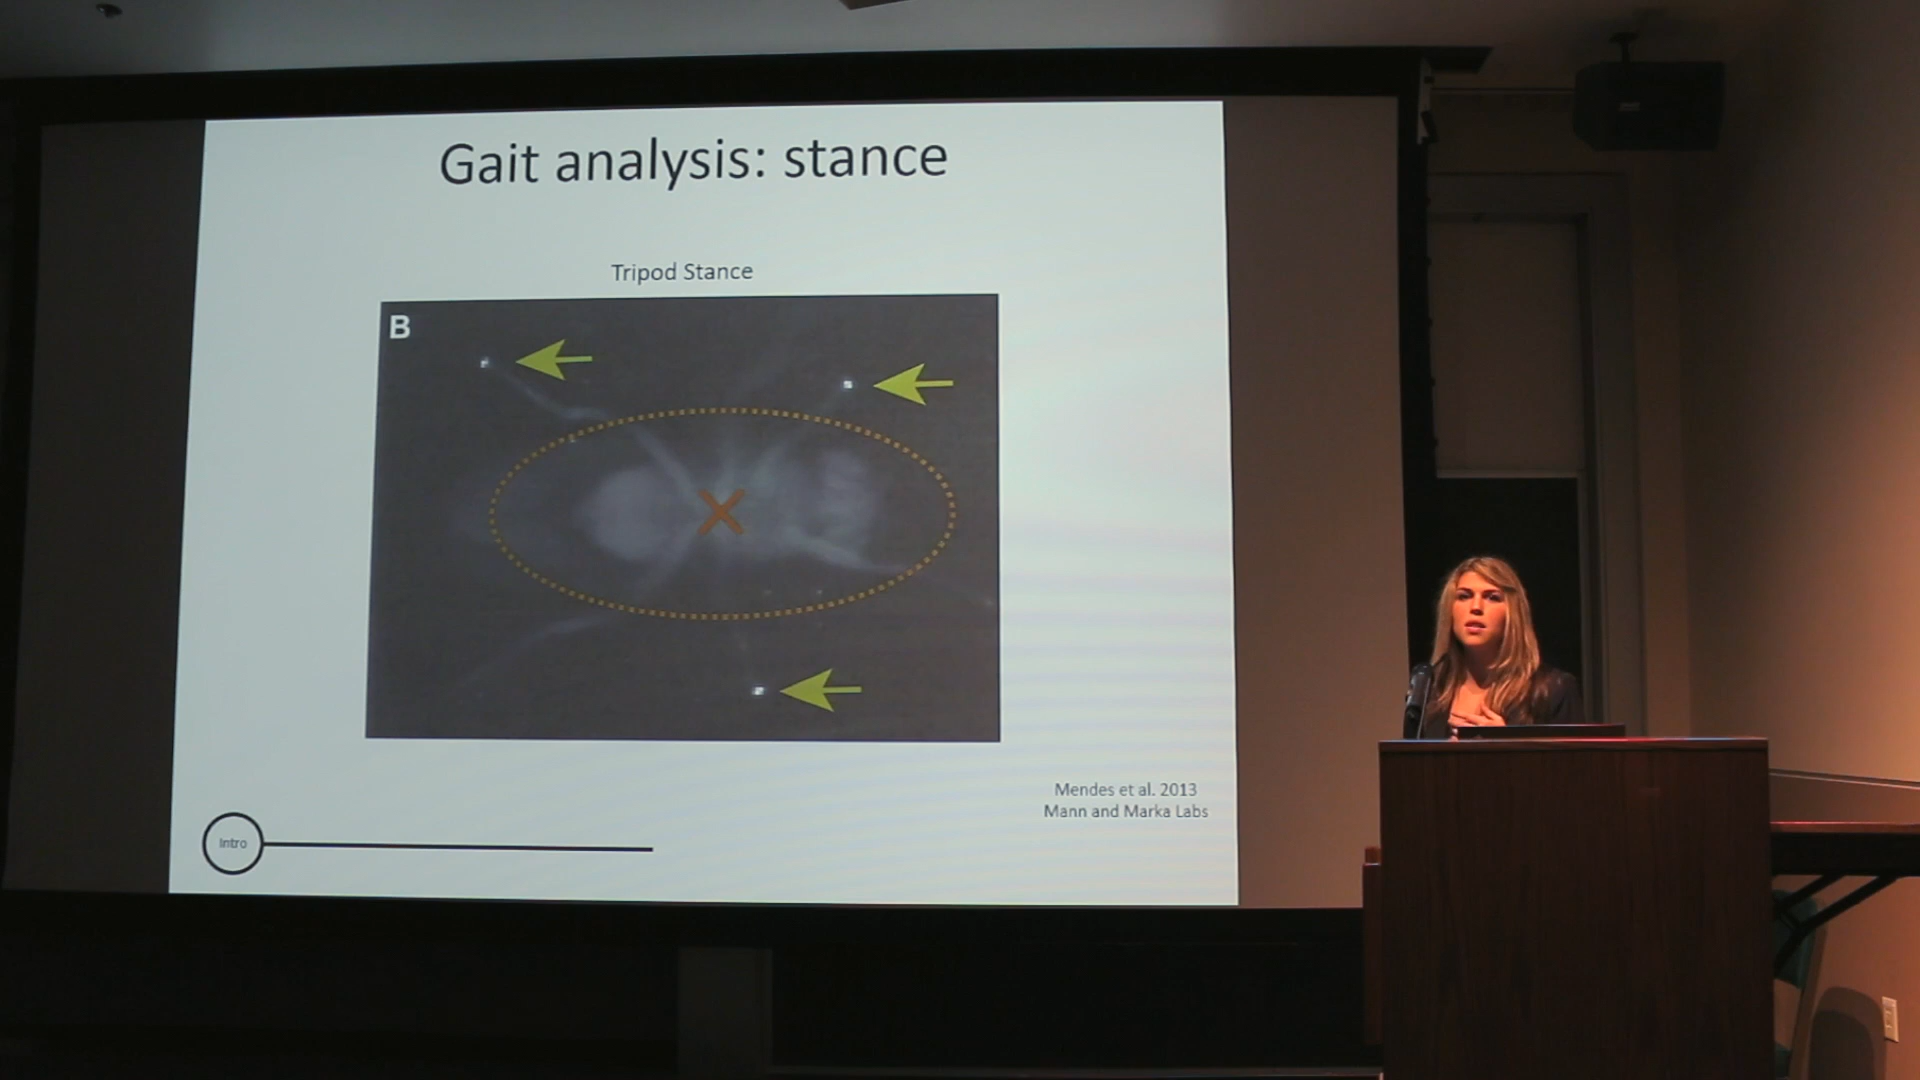 Gait analysis: stance
Tripod Stance
B
Mendes et al. 2013
Mann and Marka Labs
Intro